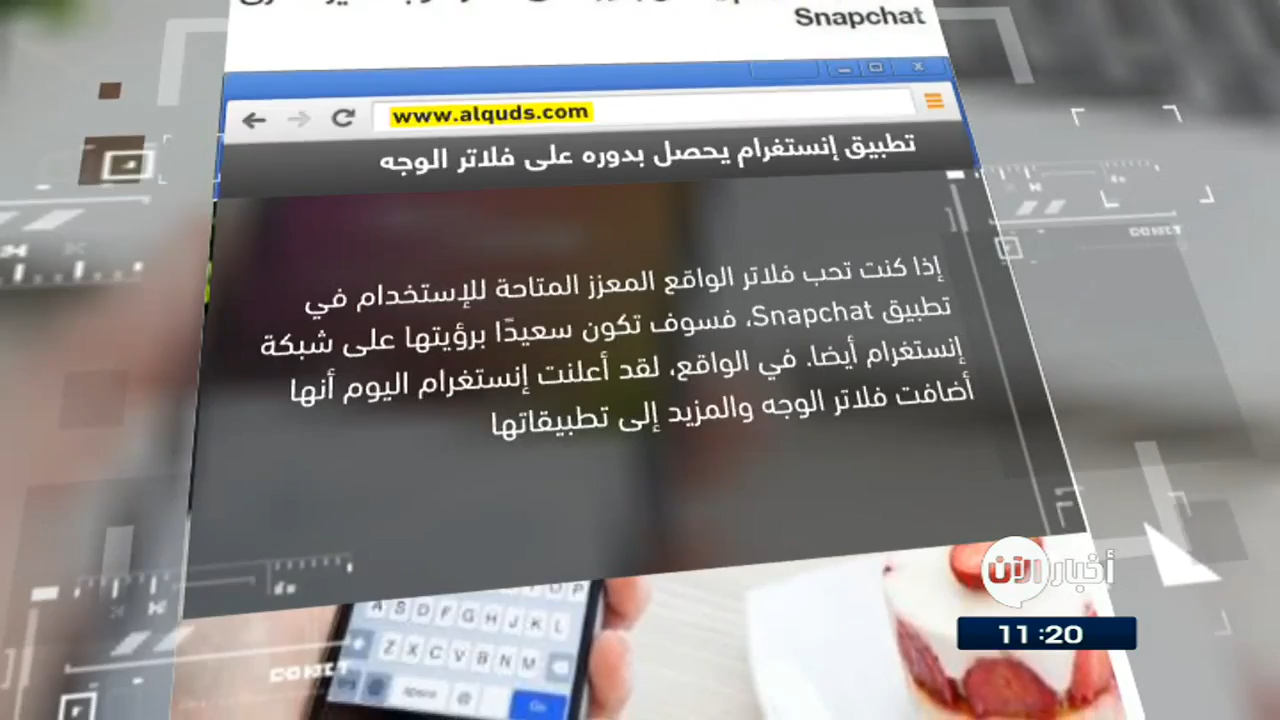 Snapchat
www.alquds.com
تطبيق إنستغرام يحصل بدوره على فلاتر الوجه
إذا كنت تحب فلاتر الواقع المعزز المتاحة للإستخدام في
تطبيق Snapchat، فسوف تكون سعيدًا برؤيتها على شبكة
إنستغرام أيضا. في الواقع، لقد أعلنت إنستغرام اليوم أنها
أضافت فلاتر الوجه والمزيد إلى تطبيقاتها
أخبار الآن
11:20
A S D F G H J K L
Z X C V B N M
space @ Go